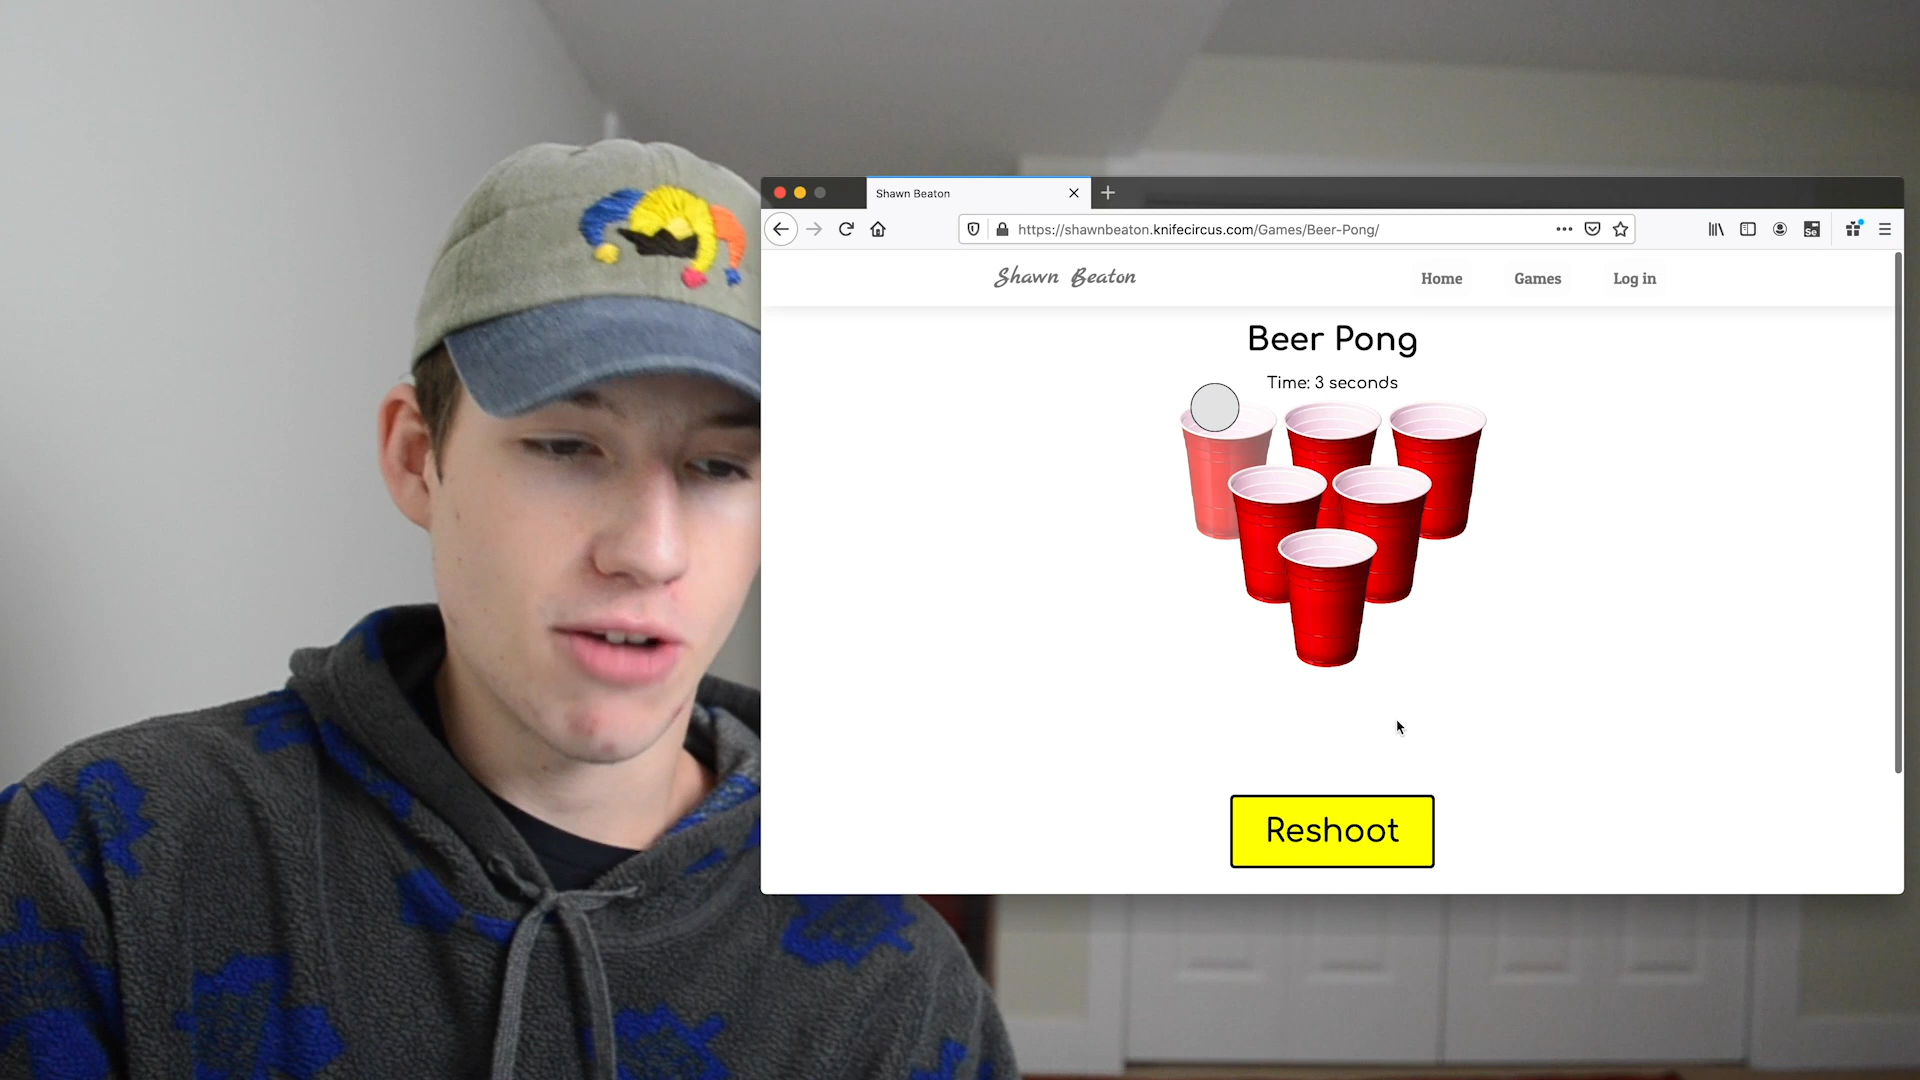 Shawn Beaton
https://shawnbeaton.knifecircus.com/Games/Beer-Pong/
Se
Shawn Beaton
Home
Games
Log in
Beer Pong
Time: 3 seconds
Reshoot